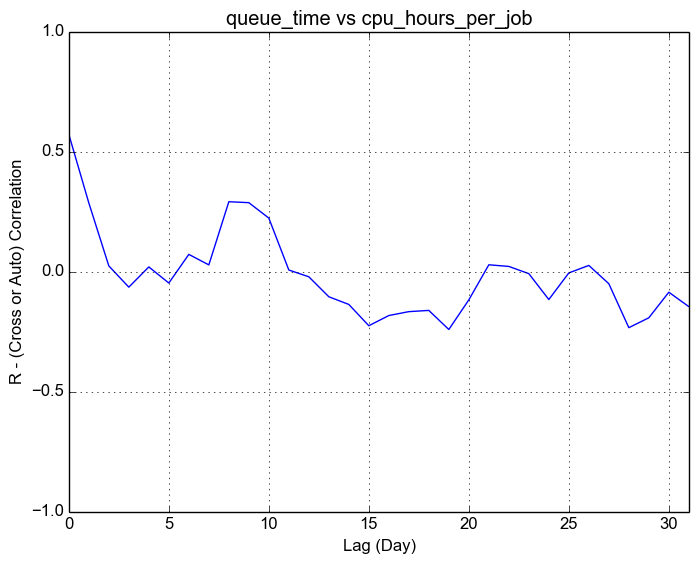 queue_time vs cpu_hours_per_job
1.0
0.5
0.0
−0.5
−1.0
R - (Cross or Auto) Correlation
0 5 10 15 20 25 30
Lag (Day)